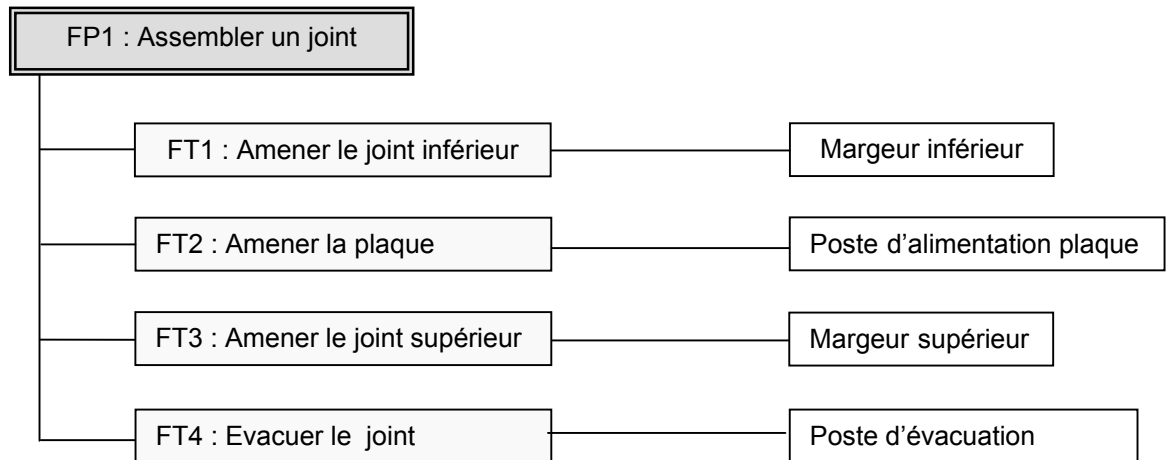 FP1 : Assembler un joint
FT1 : Amener le joint inférieur
Margeur inférieur
FT2 : Amener la plaque
Poste d’alimentation plaque
FT3 : Amener le joint supérieur
Margeur supérieur
FT4 : Evacuer le  joint
Poste d’évacuation